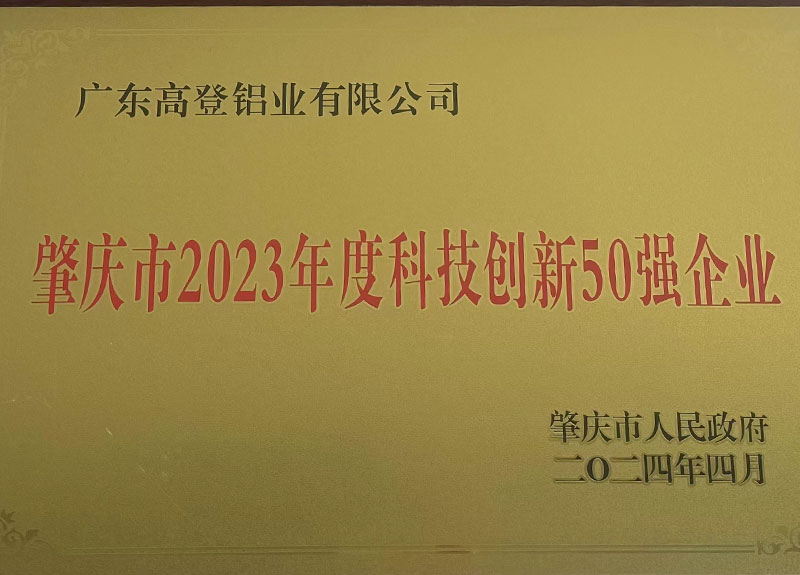 广东高登铝业有限公司
肇庆市2023年度科技创新50强企业
肇庆市人民政府
二〇二四年四月